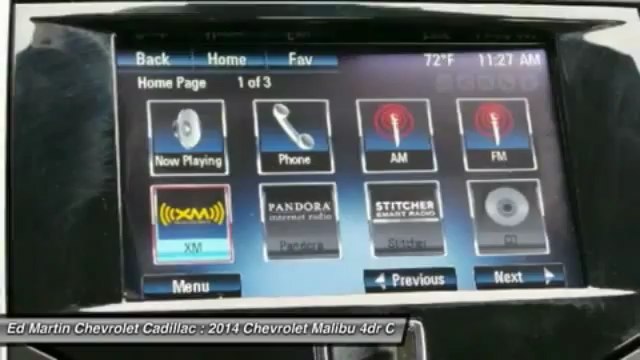 Back Home Fav 72°F 11:27 AM
Home Page 1 of 3
Now Playing Phone AM FM
(XM) PANDORA internet radio STITCHER SMART RADIO
XM Pandora Stitcher CD
Menu Previous Next
Ed Martin Chevrolet Cadillac : 2014 Chevrolet Malibu 4dr C